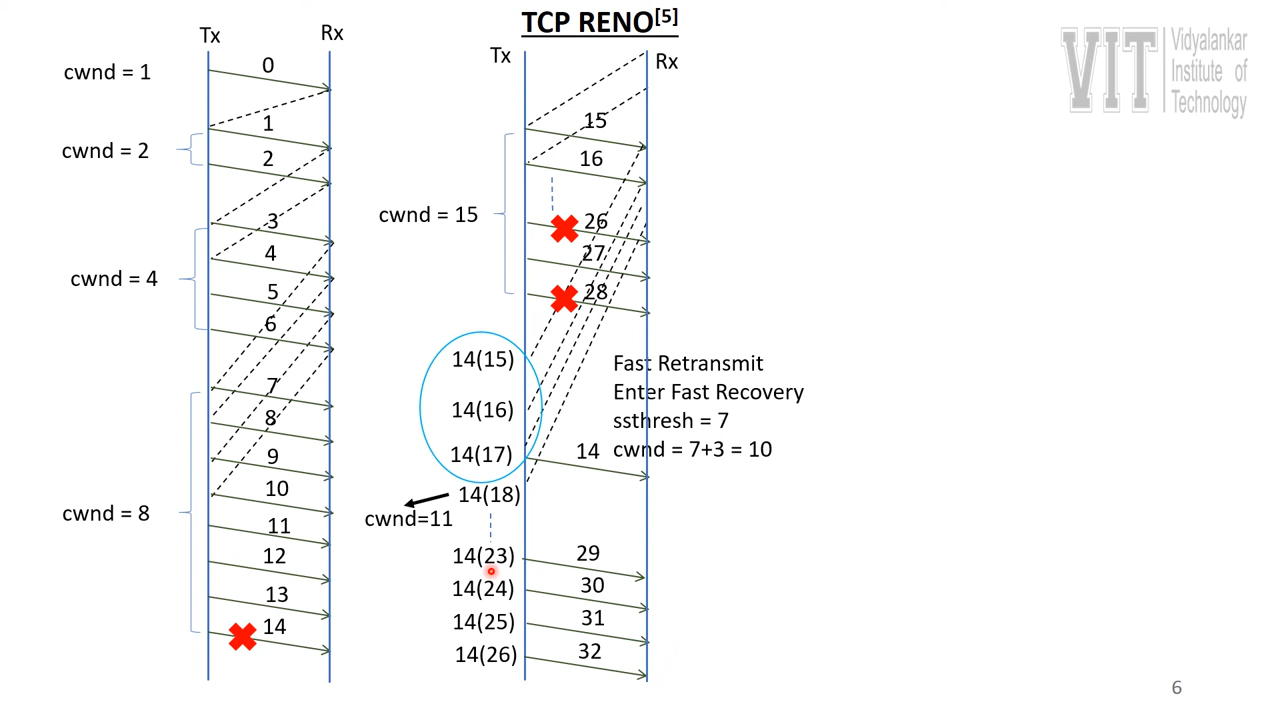 TCP RENO[5]
VIT
Vidyalankar
Institute of
Technology
Tx
Rx
cwnd = 1
0
1
cwnd = 2
2
3
4
cwnd = 4
5
6
7
8
9
10
cwnd = 8
11
12
13
14
Tx
Rx
15
16
cwnd = 15
26
27
28
14(15)
14(16)
14(17)
14
14(18)
cwnd=11
Fast Retransmit
Enter Fast Recovery
ssthresh = 7
cwnd = 7+3 = 10
14(23)
29
14(24)
30
14(25)
31
14(26)
32
6